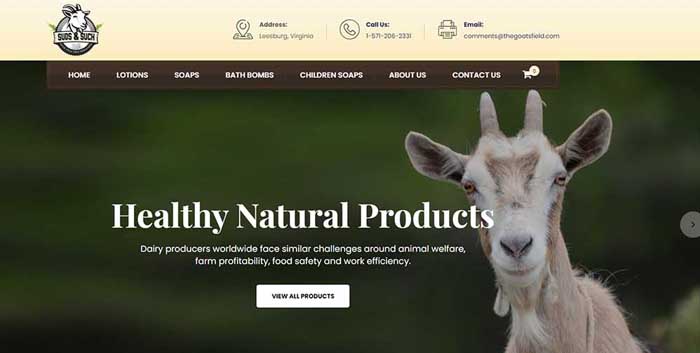 SUDS & SUCH
Address:
Leesburg, Virginia
Call Us:
1-571-206-2331
Email:
comments@thegoatsfield.com
HOME LOTIONS SOAPS BATH BOMBS CHILDREN SOAPS ABOUT US CONTACT US 0
Healthy Natural Products
Dairy producers worldwide face similar challenges around animal welfare,
farm profitability, food safety and work efficiency.
VIEW ALL PRODUCTS